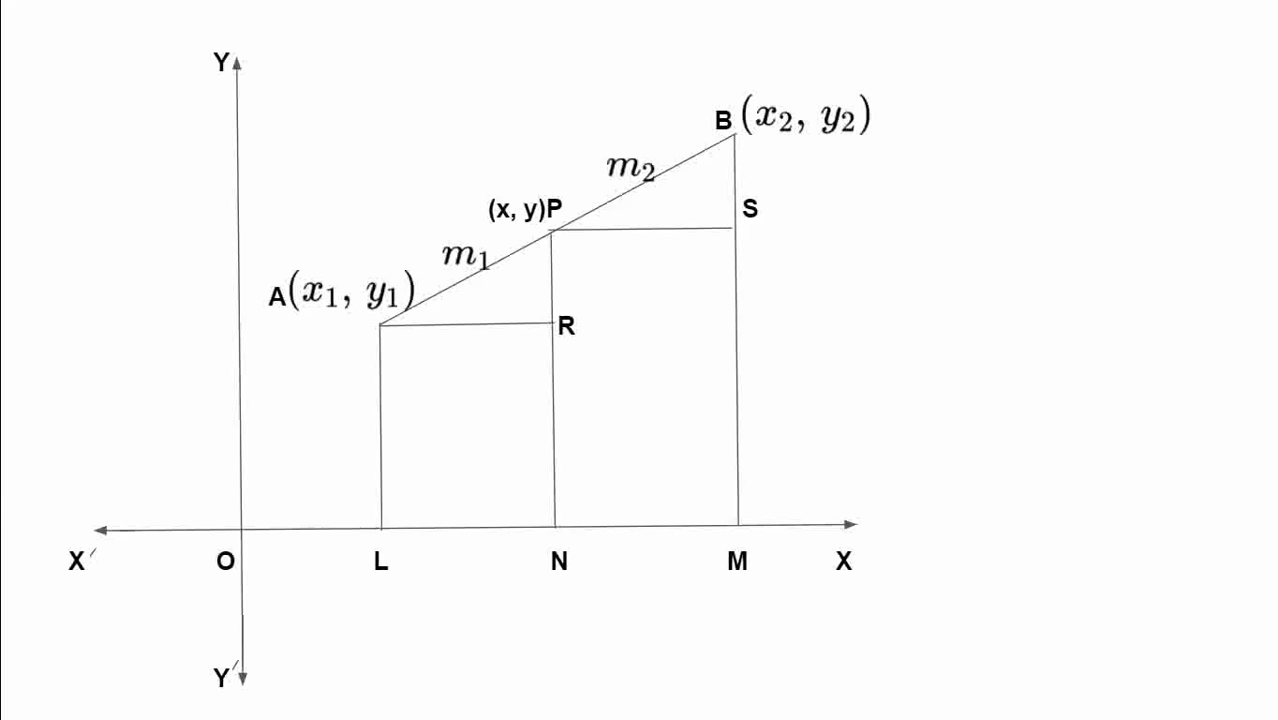 Y
B (x₂, y₂)
m₂
(x, y)P
S
m₁
A(x₁, y₁)
R
X′ O L N M X
Y′